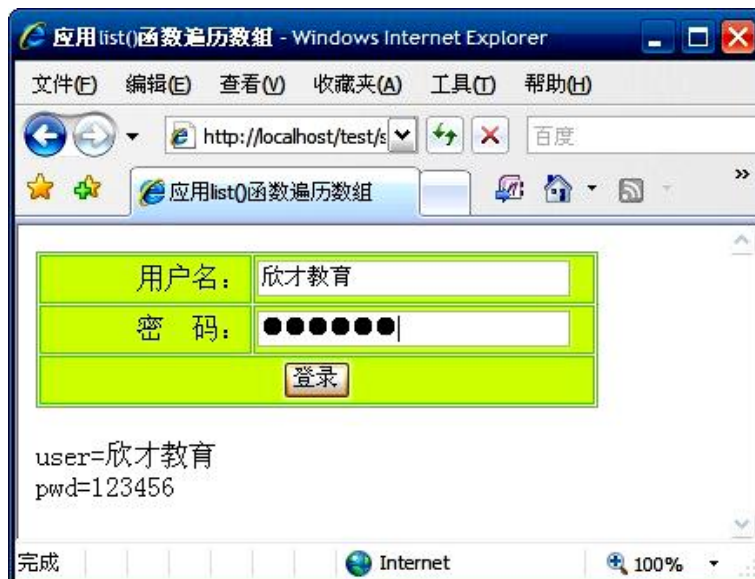 应用list()函数遍历数组 - Windows Internet Explorer
文件(F) 编辑(E) 查看(V) 收藏夹(A) 工具(T) 帮助(H)
http://localhost/test/s 百度
应用list()函数遍历数组 »
用户名： 欣才教育
密 码： ●●●●●●
登录
user=欣才教育
pwd=123456
完成 Internet 100%